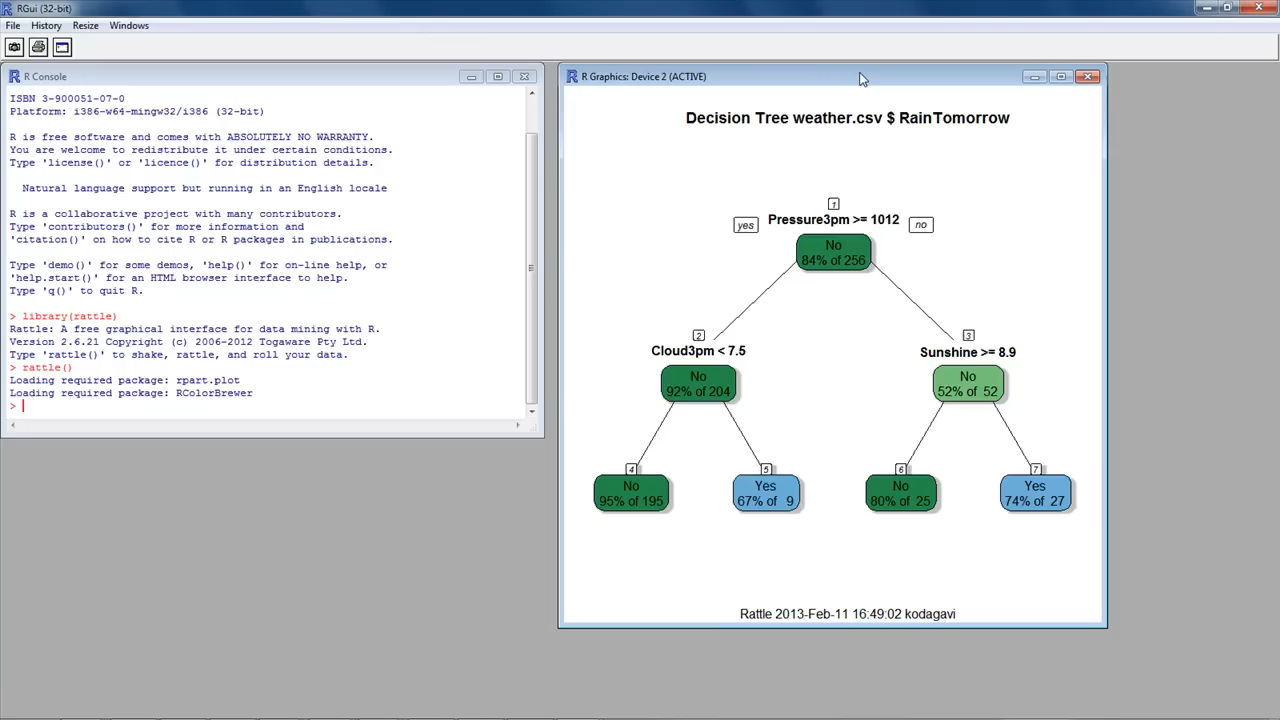 RGui (32-bit)
File History Resize Windows
R Console
ISBN 3-900051-07-0
Platform: i386-w64-mingw32/i386 (32-bit)
R is free software and comes with ABSOLUTELY NO WARRANTY.
You are welcome to redistribute it under certain conditions.
Type 'license()' or 'licence()' for distribution details.
Natural language support but running in an English locale
R is a collaborative project with many contributors.
Type 'contributors()' for more information and
'citation()' on how to cite R or R packages in publications.
Type 'demo()' for some demos, 'help()' for on-line help, or
'help.start()' for an HTML browser interface to help.
Type 'q()' to quit R.
> library(rattle)
Rattle: A free graphical interface for data mining with R.
Version 2.6.21 Copyright (c) 2006-2012 Togaware Pty Ltd.
Type 'rattle()' to shake, rattle, and roll your data.
> rattle()
Loading required package: rpart.plot
Loading required package: RColorBrewer
>
R Graphics: Device 2 (ACTIVE)
Decision Tree weather.csv $ RainTomorrow
1
yes Pressure3pm >= 1012 no
No
84% of 256
2
Cloud3pm < 7.5
No
92% of 204
3
Sunshine >= 8.9
No
52% of 52
4
No
95% of 195
5
Yes
67% of 9
6
No
80% of 25
7
Yes
74% of 27
Rattle 2013-Feb-11 16:49:02 kodagavi